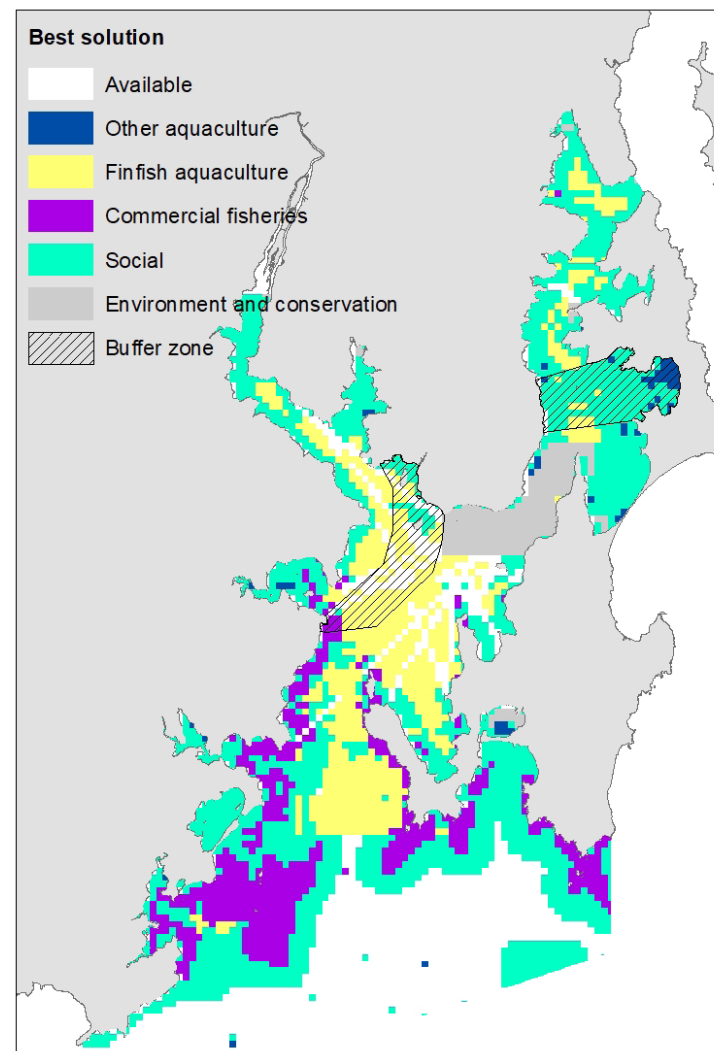 Best solution
Available
Other aquaculture
Finfish aquaculture
Commercial fisheries
Social
Environment and conservation
Buffer zone